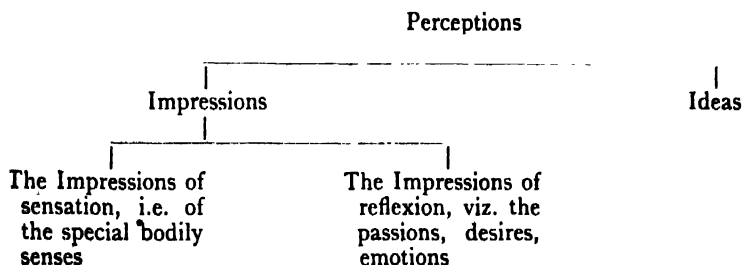 Perceptions
Impressions
Ideas
The Impressions of
sensation, i.e. of
the special bodily
senses
The Impressions of
reflexion, viz. the
passions, desires,
emotions